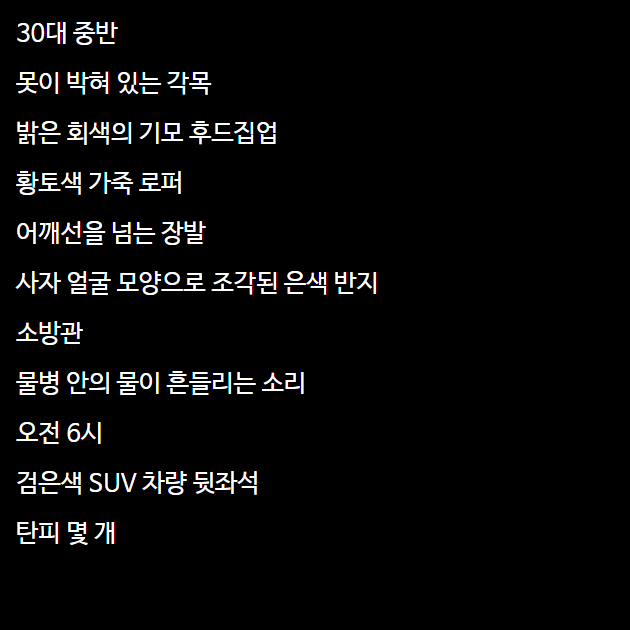 30대 중반
못이 박혀 있는 각목
밝은 회색의 기모 후드집업
황토색 가죽 로퍼
어깨선을 넘는 장발
사자 얼굴 모양으로 조각된 은색 반지
소방관
물병 안의 물이 흔들리는 소리
오전 6시
검은색 SUV 차량 뒷좌석
탄피 몇 개